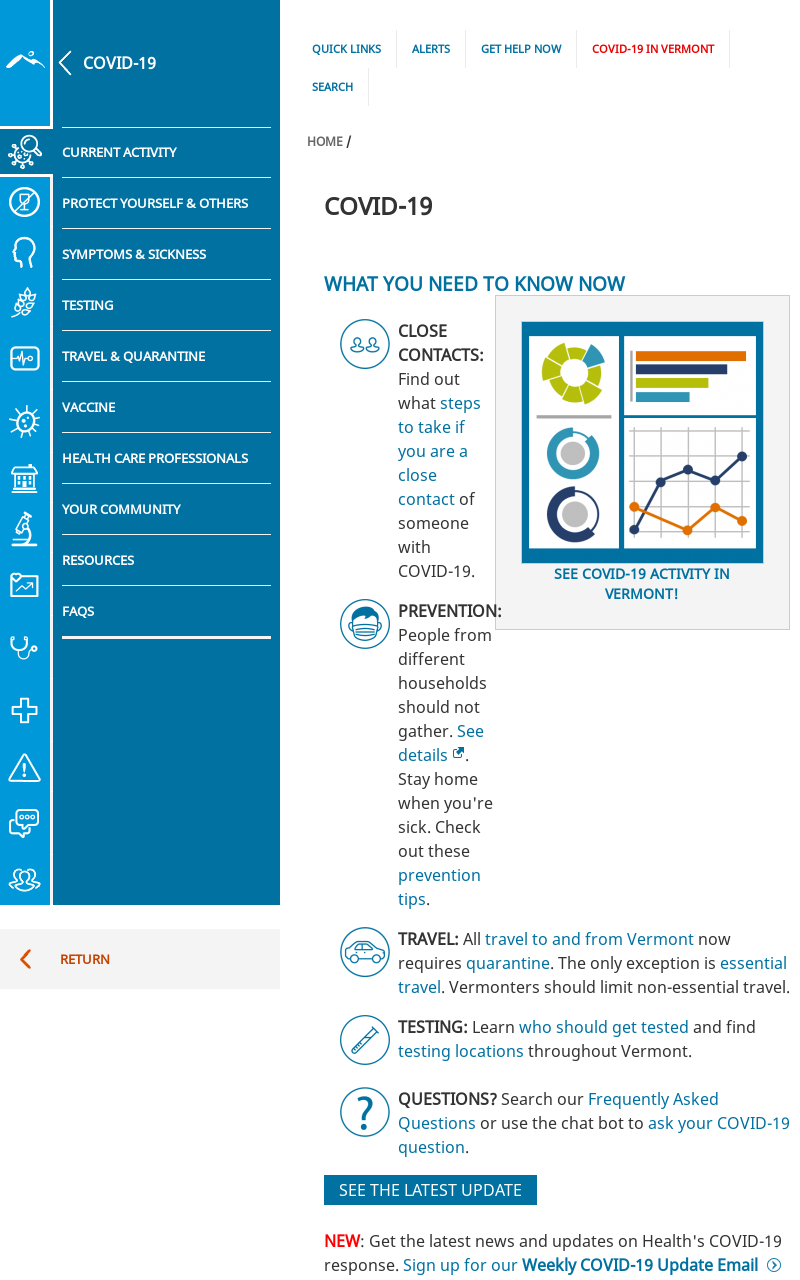 COVID-19
CURRENT ACTIVITY
PROTECT YOURSELF & OTHERS
SYMPTOMS & SICKNESS
TESTING
TRAVEL & QUARANTINE
VACCINE
HEALTH CARE PROFESSIONALS
YOUR COMMUNITY
RESOURCES
FAQS
RETURN
QUICK LINKS
ALERTS
GET HELP NOW
COVID-19 IN VERMONT
SEARCH
HOME /
COVID-19
WHAT YOU NEED TO KNOW NOW
CLOSE
CONTACTS:
Find out
what steps
to take if
you are a
close
contact of
someone
with
COVID-19.
PREVENTION:
People from
different
households
should not
gather. See
details .
Stay home
when you're
sick. Check
out these
prevention
tips.
SEE COVID-19 ACTIVITY IN
VERMONT!
TRAVEL: All travel to and from Vermont now
requires quarantine. The only exception is essential
travel. Vermonters should limit non-essential travel.
TESTING: Learn who should get tested and find
testing locations throughout Vermont.
QUESTIONS? Search our Frequently Asked
Questions or use the chat bot to ask your COVID-19
question.
SEE THE LATEST UPDATE
NEW: Get the latest news and updates on Health's COVID-19
response. Sign up for our Weekly COVID-19 Update Email